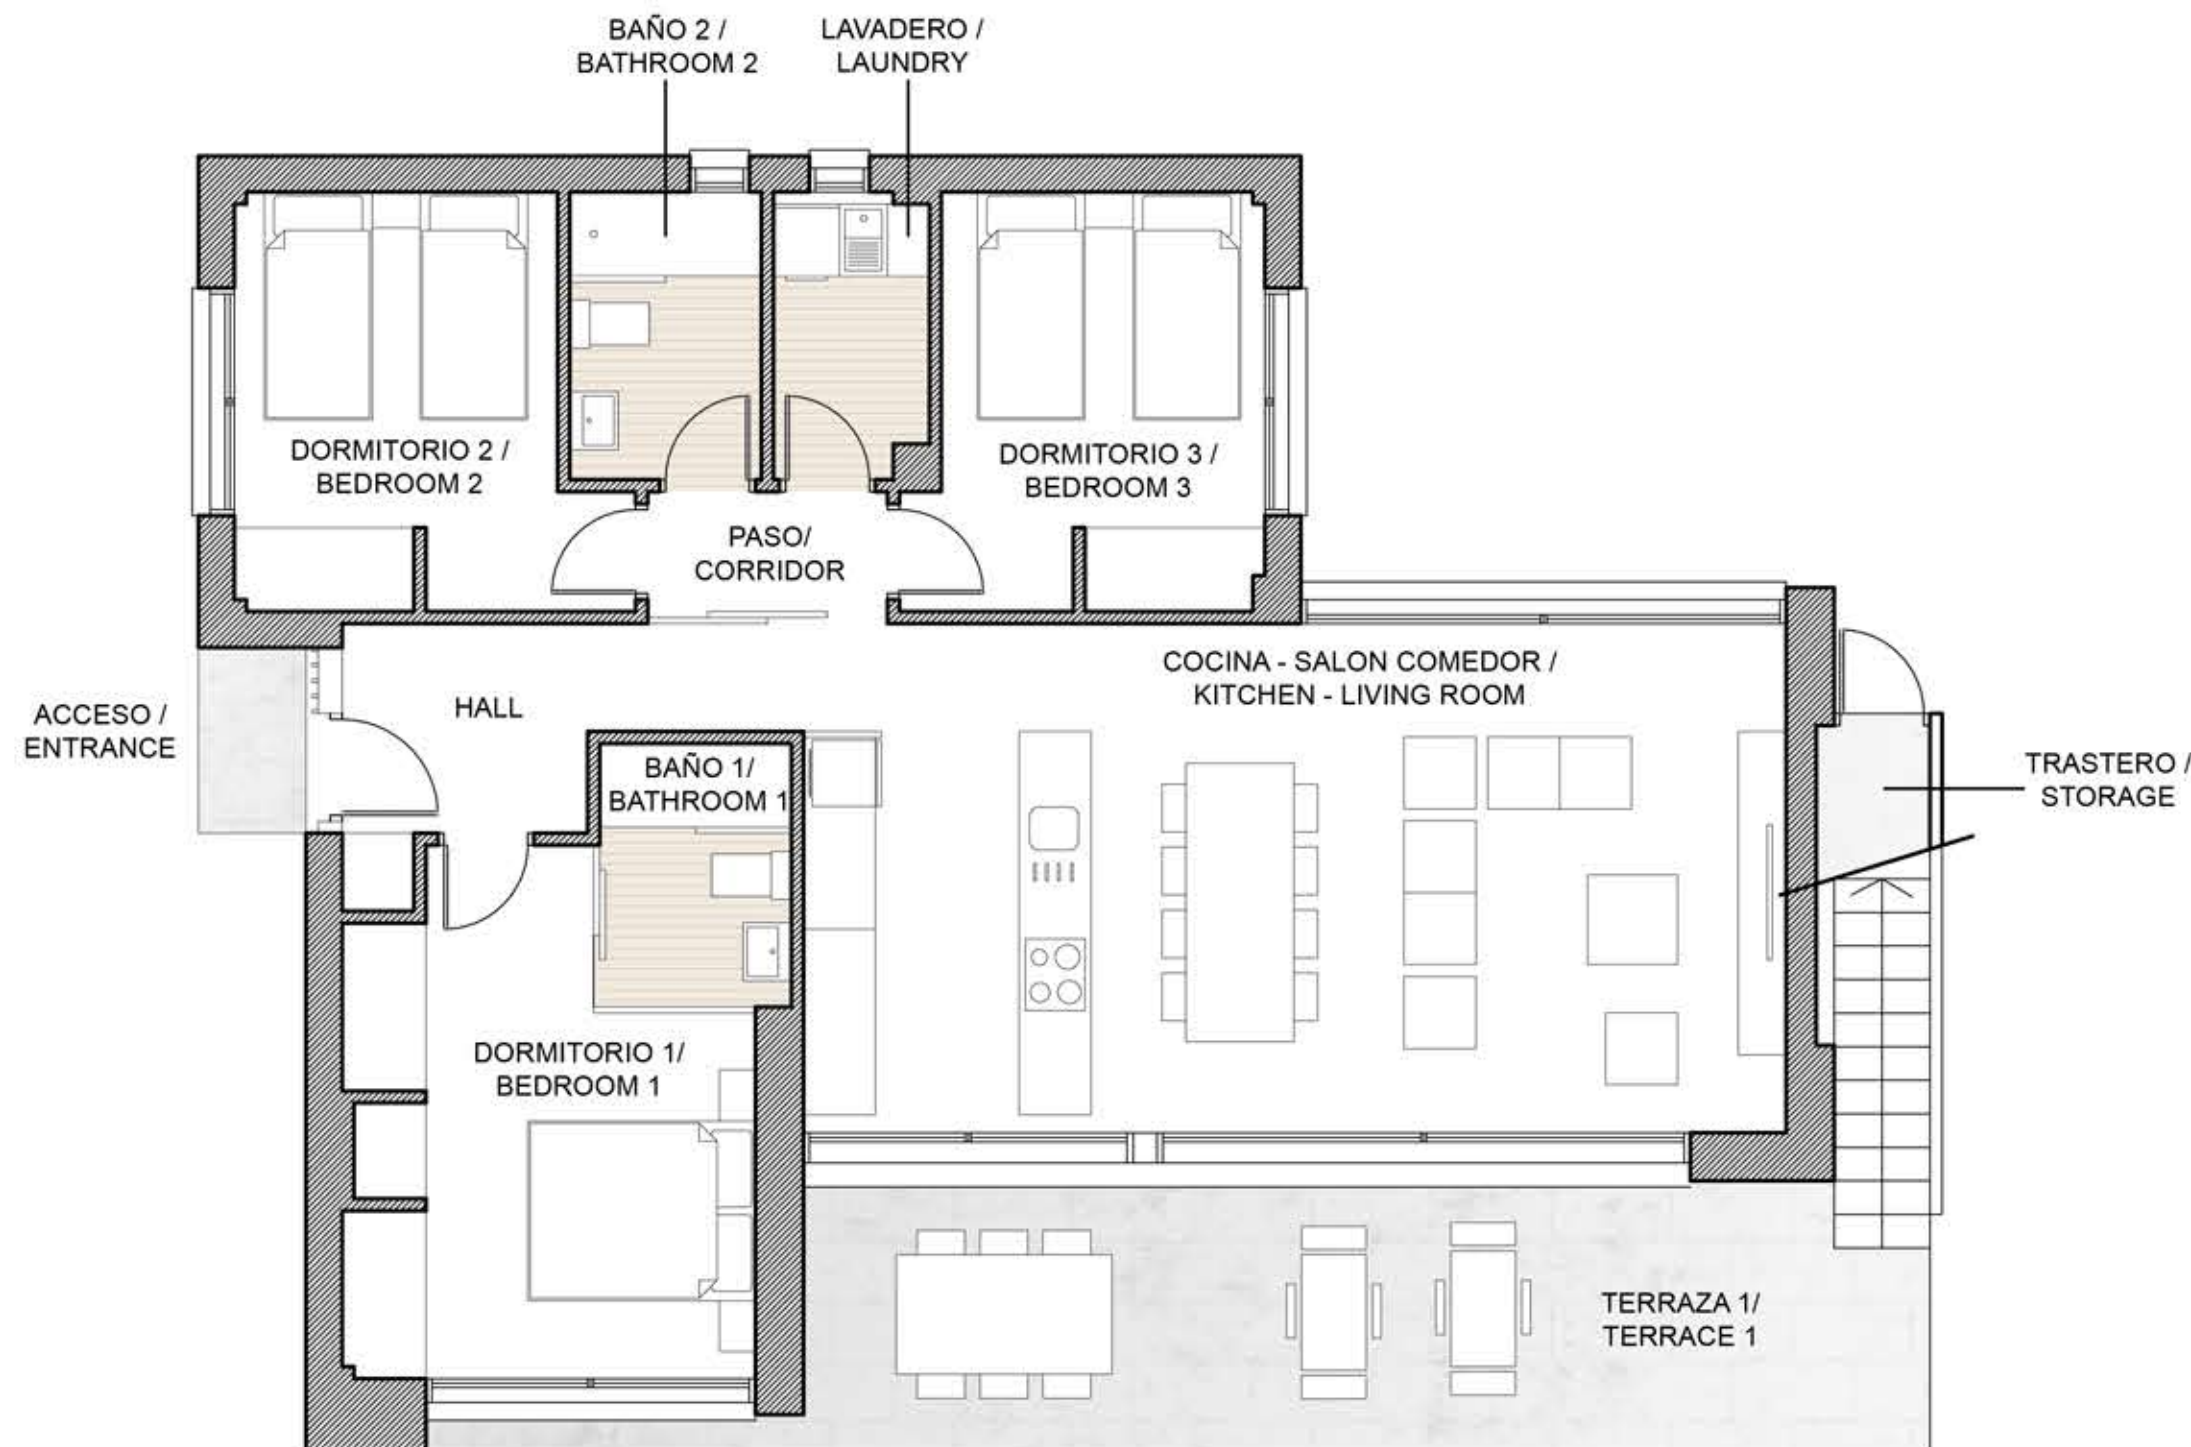 BAÑO 2 /
BATHROOM 2
LAVADERO /
LAUNDRY
DORMITORIO 2 /
BEDROOM 2
DORMITORIO 3 /
BEDROOM 3
PASO/
CORRIDOR
COCINA - SALON COMEDOR /
KITCHEN - LIVING ROOM
ACCESO /
ENTRANCE
HALL
BAÑO 1/
BATHROOM 1
TRASTERO /
STORAGE
DORMITORIO 1/
BEDROOM 1
TERRAZA 1/
TERRACE 1